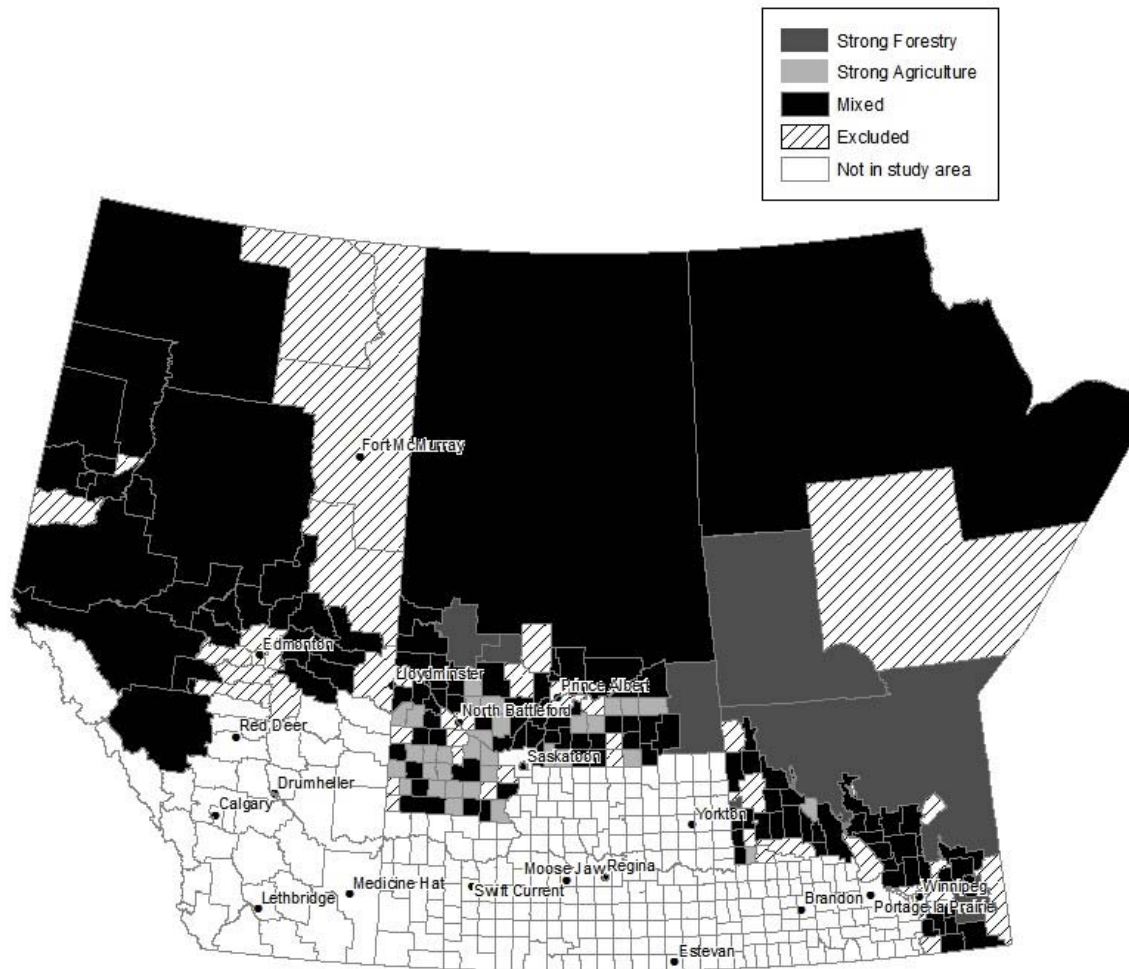 Strong Forestry
Strong Agriculture
Mixed
Excluded
Not in study area
Fort McMurray
Edmonton
Lloydminster
Prince Albert
North Battleford
Red Deer
Saskatoon
Drumheller
Calgary
Yorkton
Moose Jaw
Regina
Medicine Hat
Swift Current
Winnipeg
Lethbridge
Brandon
Portage la Prairie
Estevan